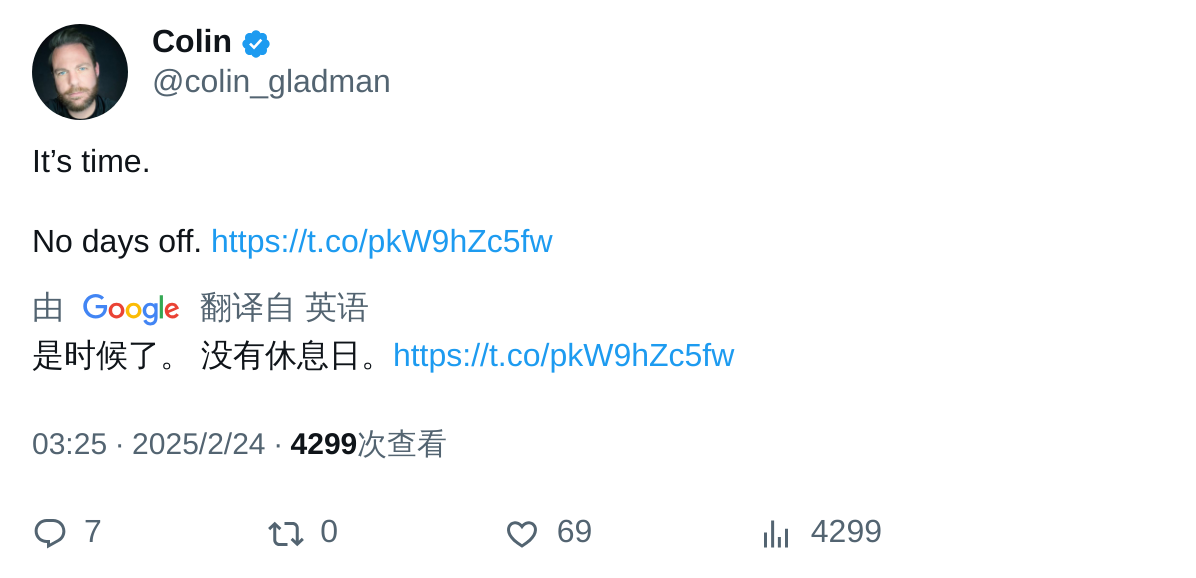 Colin
@colin_gladman
It’s time.
No days off. https://t.co/pkW9hZc5fw
由 Google 翻译自 英语
是时候了。 没有休息日。https://t.co/pkW9hZc5fw
03:25 · 2025/2/24 · 4299次查看
7 0 69 4299